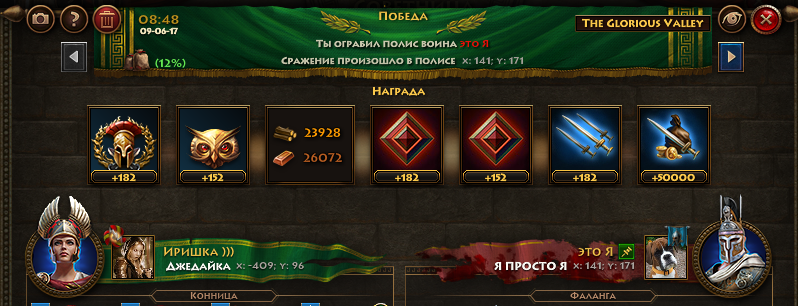 08:48
09-06-17
(12%)
Победа
Ты ограбил полис воина это Я
Сражение произошло в полисе x: 141; y: 171
The Glorious Valley
Награда
+182
+152
23928
26072
+182
+152
+182
+50000
Иришка )))
Джедайка x: -409; y: 96
это Я
Я просто Я x: 141; y: 171
Конница
Фаланга